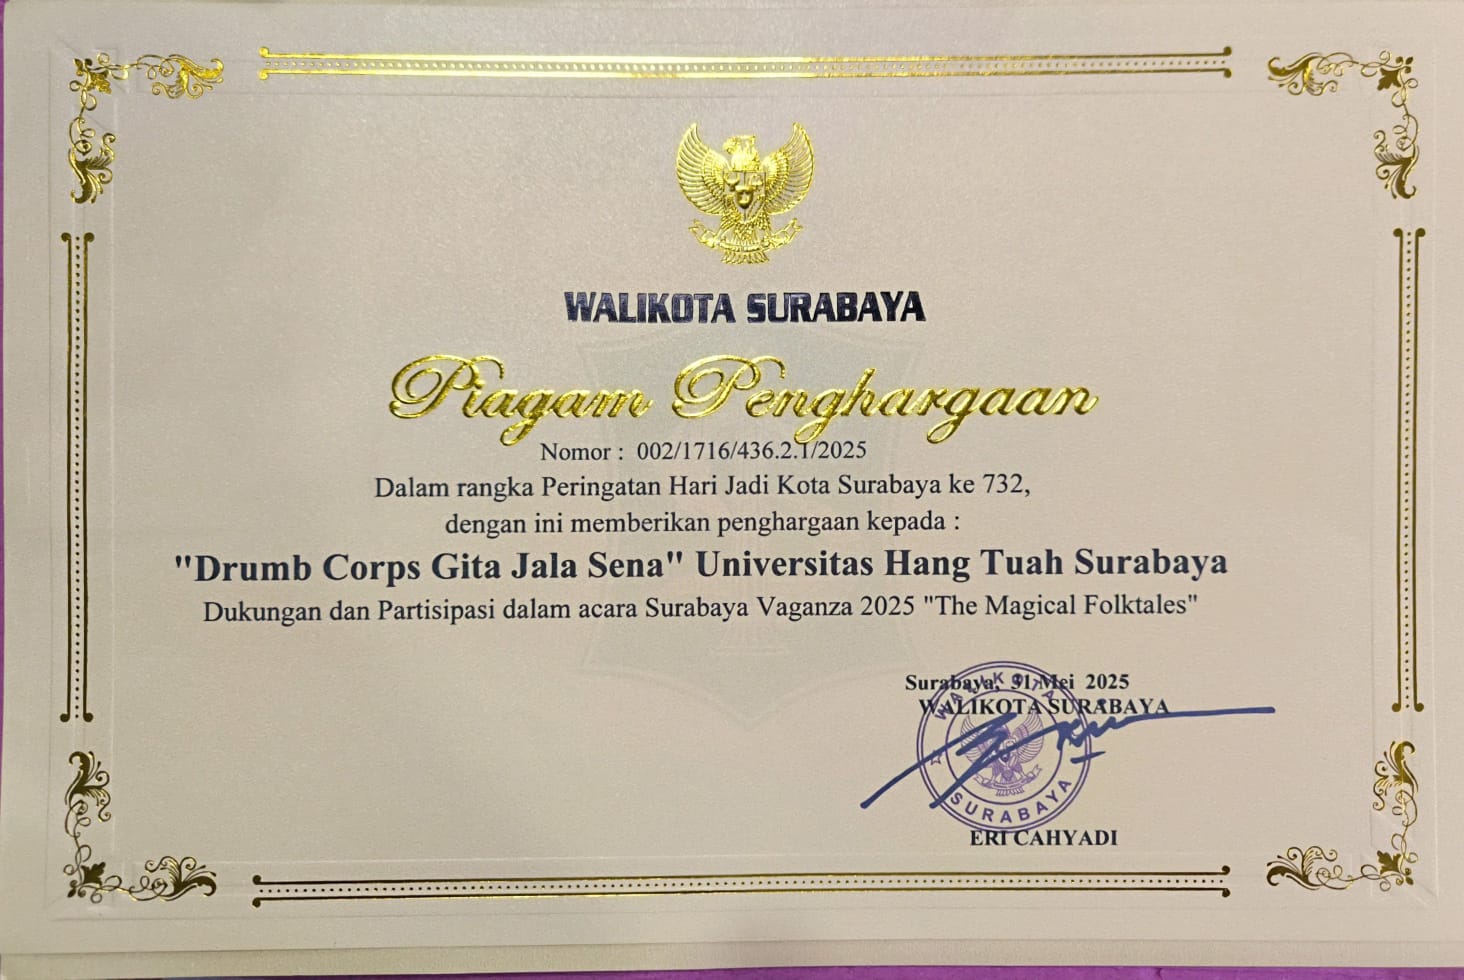 WALIKOTA SURABAYA
Piagam Penghargaan
Nomor : 002/1716/436.2.1/2025
Dalam rangka Peringatan Hari Jadi Kota Surabaya ke 732,
dengan ini memberikan penghargaan kepada :
"Drumb Corps Gita Jala Sena" Universitas Hang Tuah Surabaya
Dukungan dan Partisipasi dalam acara Surabaya Vaganza 2025 "The Magical Folktales"
Surabaya, 31 Mei 2025
WALIKOTA SURABAYA
WALIKOTA
SURABAYA
ERI CAHYADI